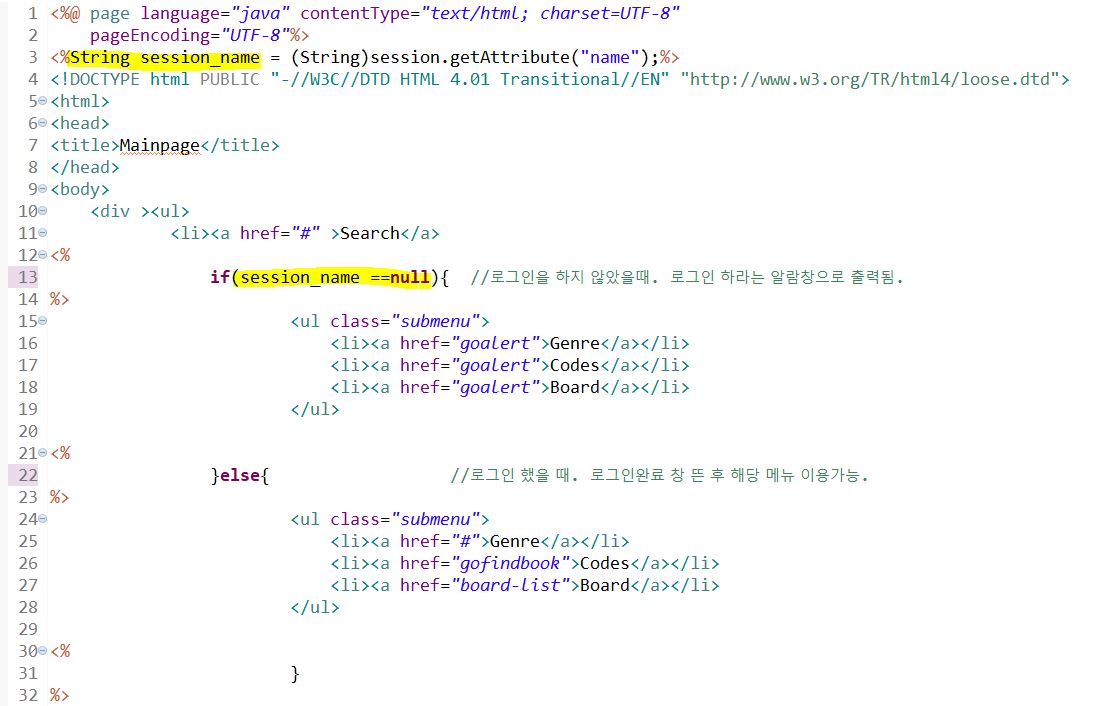 1 <%@ page language="java" contentType="text/html; charset=UTF-8"
2 pageEncoding="UTF-8"%>
3 <%String session_name = (String)session.getAttribute("name");%>
4 <!DOCTYPE html PUBLIC "-//W3C//DTD HTML 4.01 Transitional//EN" "http://www.w3.org/TR/html4/loose.dtd">
5 <html>
6 <head>
7 <title>Mainpage</title>
8 </head>
9 <body>
10 <div ><ul>
11 <li><a href="#" >Search</a>
12 <%
13 if(session_name ==null){ //로그인을 하지 않았을때. 로그인 하라는 알람창으로 출력됨.
14 %>
15 <ul class="submenu">
16 <li><a href="goalert">Genre</a></li>
17 <li><a href="goalert">Codes</a></li>
18 <li><a href="goalert">Board</a></li>
19 </ul>
20
21 <%
22 }else{ //로그인 했을 때. 로그인완료 창 뜬 후 해당 메뉴 이용가능.
23 %>
24 <ul class="submenu">
25 <li><a href="#">Genre</a></li>
26 <li><a href="gofindbook">Codes</a></li>
27 <li><a href="board-list">Board</a></li>
28 </ul>
29
30 <%
31 }
32 %>